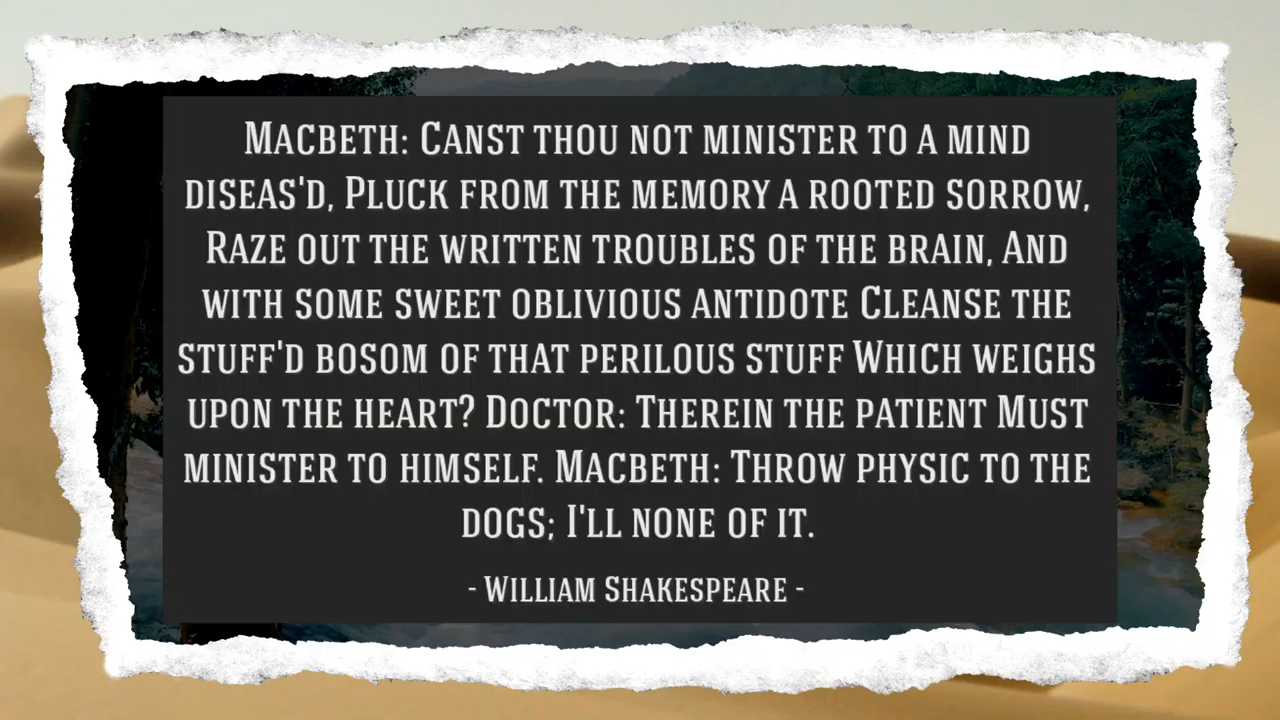 Macbeth: Canst thou not minister to a mind
diseas'd, Pluck from the memory a rooted sorrow,
Raze out the written troubles of the brain, And
with some sweet oblivious antidote Cleanse the
stuff'd bosom of that perilous stuff Which weighs
upon the heart? Doctor: Therein the patient Must
minister to himself. Macbeth: Throw physic to the
dogs; I'll none of it.
- William Shakespeare -